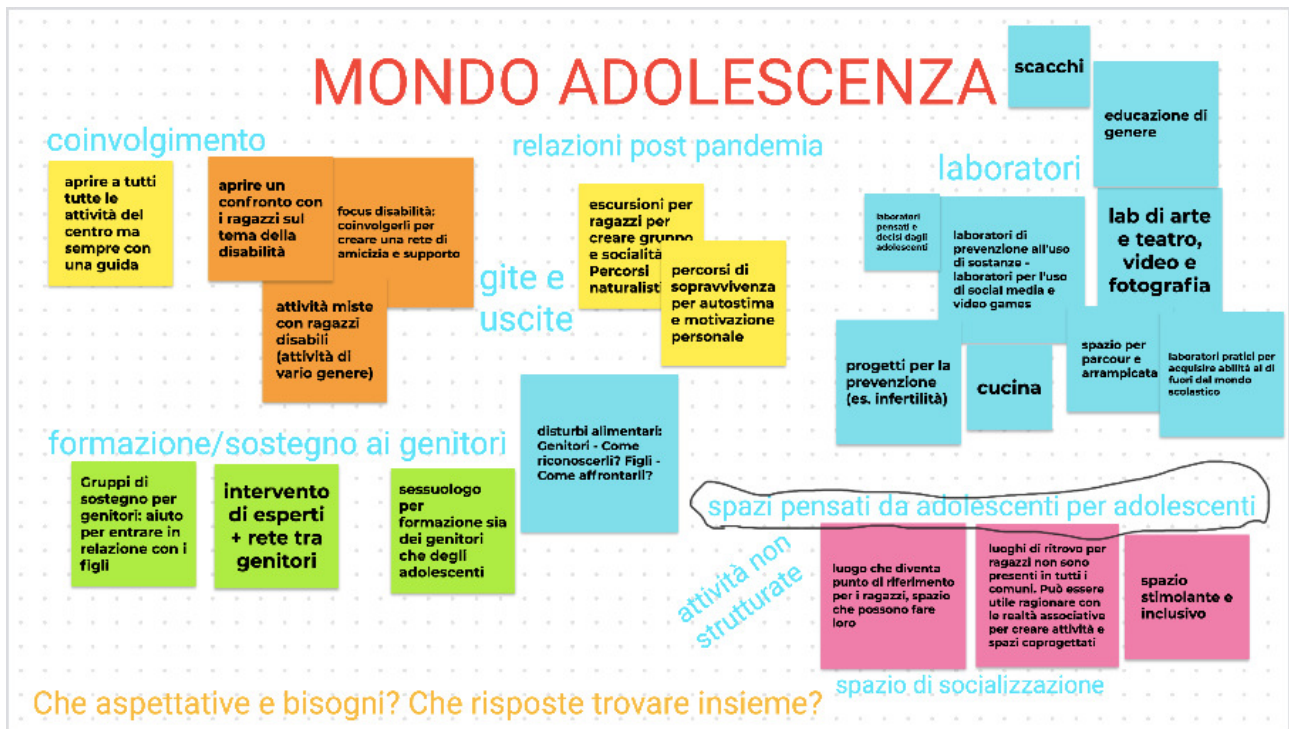 MONDO ADOLESCENZA
scacchi
educazione di
genere
coinvolgimento
aprire a tutti
tutte le
attività del
centro ma
sempre con
una guida
aprire un
confronto con
i ragazzi sul
tema della
disabilità
focus disabilità:
coinvolgerli per
creare una rete di
amicizia e supporto
attività miste
con ragazzi
disabili
(attività di
vario genere)
relazioni post pandemia
gite e
uscite
escursioni per
ragazzi per
creare gruppo
e socialità
Percorsi
naturalisti
percorsi di
sopravvivenza
per autostima
e motivazione
personale
laboratori
laboratori
pensati e
decisi dagli
adolescenti
laboratori di
prevenzione all'uso
di sostanze -
laboratori per l'uso
di social media e
video games
lab di arte
e teatro,
video e
fotografia
progetti per la
prevenzione
(es. infertilità)
cucina
spazio per
parcour e
arrampicata
laboratori pratici per
acquisire abilità al di
fuori dal mondo
scolastico
formazione/sostegno ai genitori
Gruppi di
sostegno per
genitori: aiuto
per entrare in
relazione con i
figli
intervento
di esperti
+ rete tra
genitori
sessuologo
per
formazione sia
dei genitori
che degli
adolescenti
disturbi alimentari:
Genitori - Come
riconoscerli? Figli -
Come affrontarli?
spazi pensati da adolescenti per adolescenti
attività non
strutturate
luogo che diventa
punto di riferimento
per i ragazzi, spazio
che possono fare
loro
luoghi di ritrovo per
ragazzi non sono
presenti in tutti i
comuni. Può essere
utile ragionare con
le realtà associative
per creare attività e
spazi coprogettati
spazio
stimolante e
inclusivo
spazio di socializzazione
Che aspettative e bisogni? Che risposte trovare insieme?